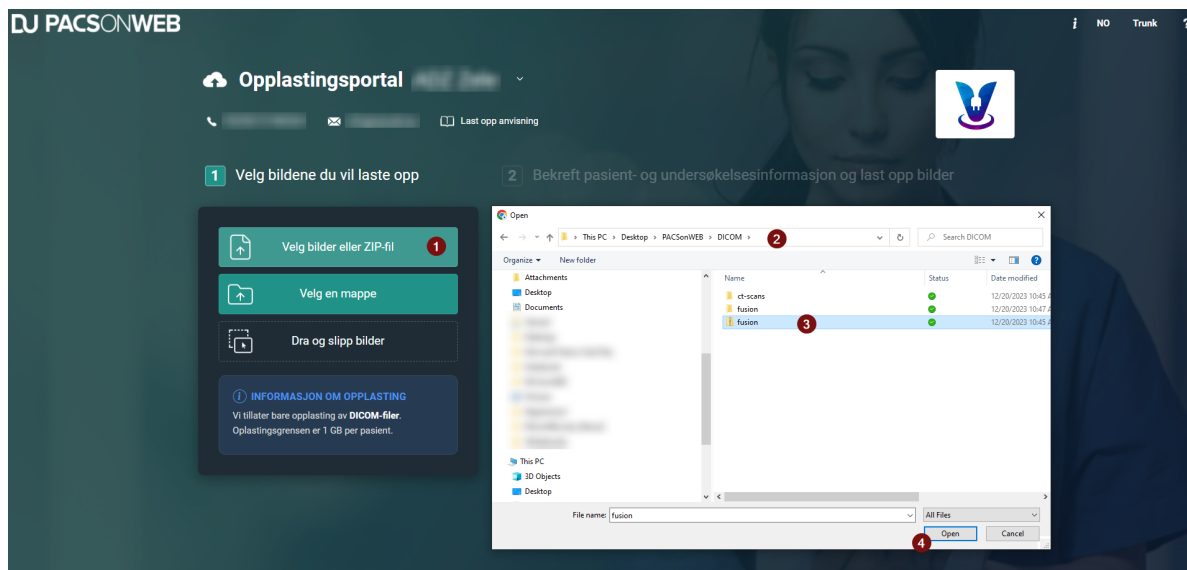 DU PACSONWEB
i NO Trunk ?
Opplastingsportal
Last opp anvisning
1 Velg bildene du vil laste opp
2 Bekreft pasient- og undersøkelsesinformasjon og last opp bilder
Velg bilder eller ZIP-fil 1
Velg en mappe
Dra og slipp bilder
i INFORMASJON OM OPPLASTING
Vi tillater bare opplasting av DICOM-filer.
Oplastingsgrensen er 1 GB per pasient.
Open
This PC > Desktop > PACSonWEB > DICOM > 2
Search DICOM
Organize New folder
Attachments
Desktop
Documents
This PC
3D Objects
Desktop
Name Status Date modified
ct-scans 12/20/2023 10:45 A
fusion 12/20/2023 10:47 A
fusion 3 12/20/2023 10:45 A
File name: fusion All Files
4 Open Cancel